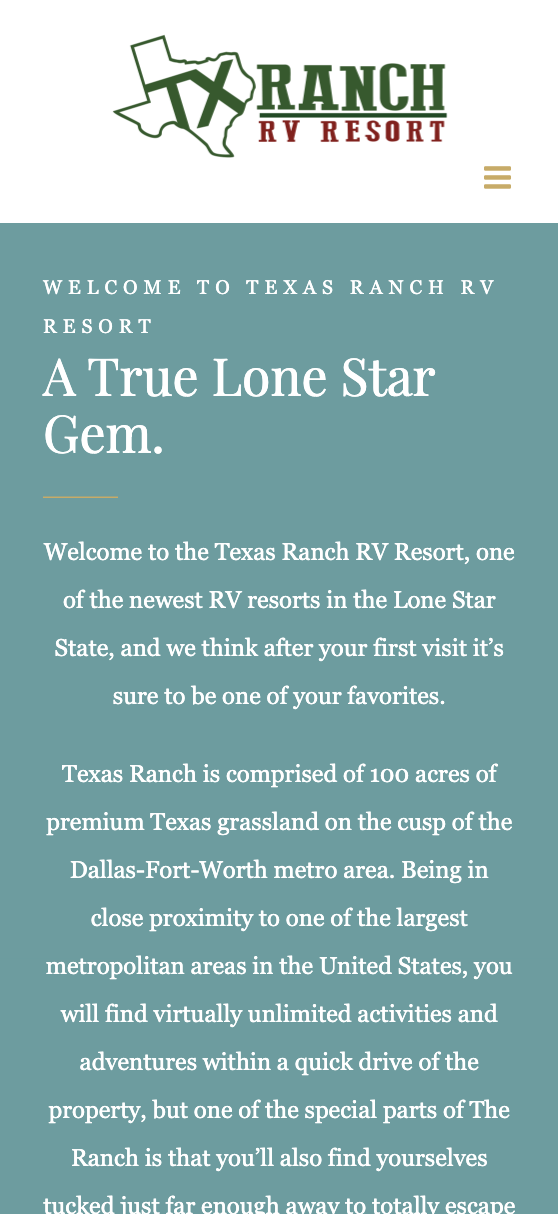 TX RANCH
RV RESORT
WELCOME TO TEXAS RANCH RV
RESORT
A True Lone Star
Gem.
Welcome to the Texas Ranch RV Resort, one
of the newest RV resorts in the Lone Star
State, and we think after your first visit it’s
sure to be one of your favorites.
Texas Ranch is comprised of 100 acres of
premium Texas grassland on the cusp of the
Dallas-Fort-Worth metro area. Being in
close proximity to one of the largest
metropolitan areas in the United States, you
will find virtually unlimited activities and
adventures within a quick drive of the
property, but one of the special parts of The
Ranch is that you’ll also find yourselves
tucked just far enough away to totally escape